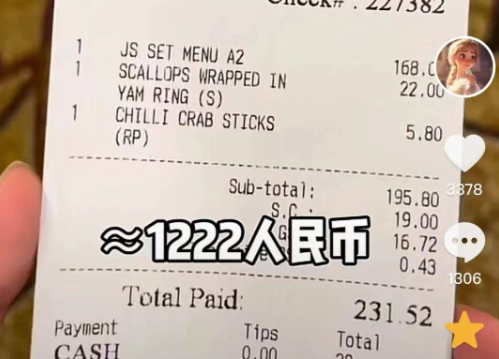 Check# : 227382
1 JS SET MENU A2 168.0
1 SCALLOPS WRAPPED IN 22.00
YAM RING (S)
1 CHILLI CRAB STICKS 5.80
(RP)
Sub-total: 195.80
S.C.: 19.00
G 16.72
0.43
≈1222人民币
Total Paid: 231.52
Payment Tips Total
CASH 0.00
3378
1306